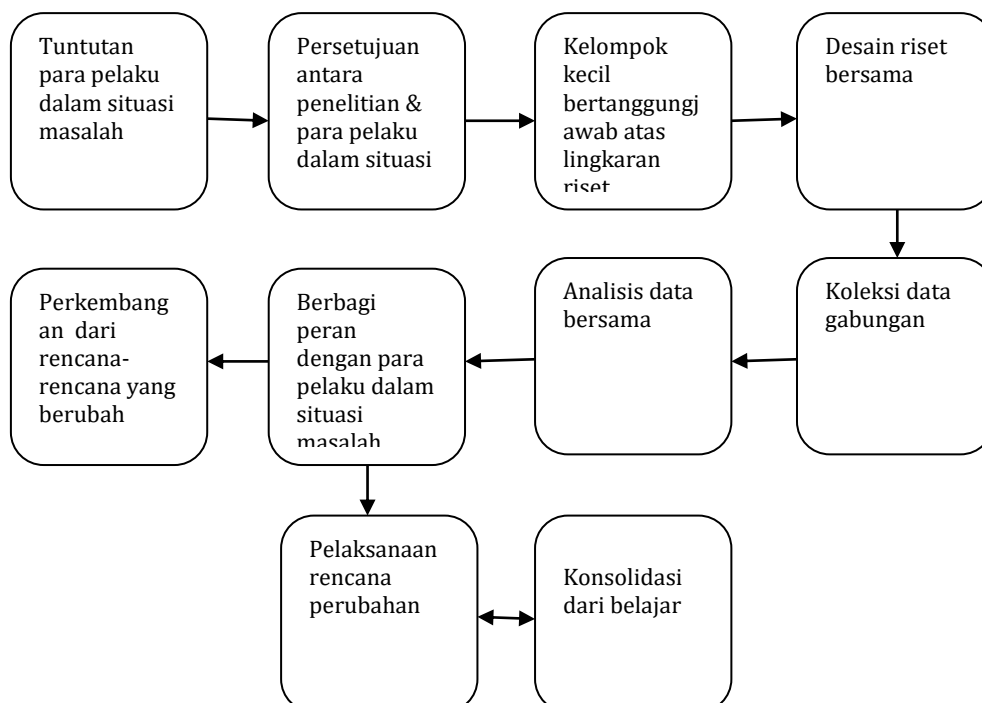 Tuntutan
para pelaku
dalam situasi
masalah
Persetujuan
antara
penelitian &
para pelaku
dalam situasi
Kelompok
kecil
bertanggungj
awab atas
lingkaran
riset
Desain riset
bersama
Perkembang
an dari
rencana-
rencana yang
berubah
Berbagi
peran
dengan para
pelaku dalam
situasi
masalah
Analisis data
bersama
Koleksi data
gabungan
Pelaksanaan
rencana
perubahan
Konsolidasi
dari belajar